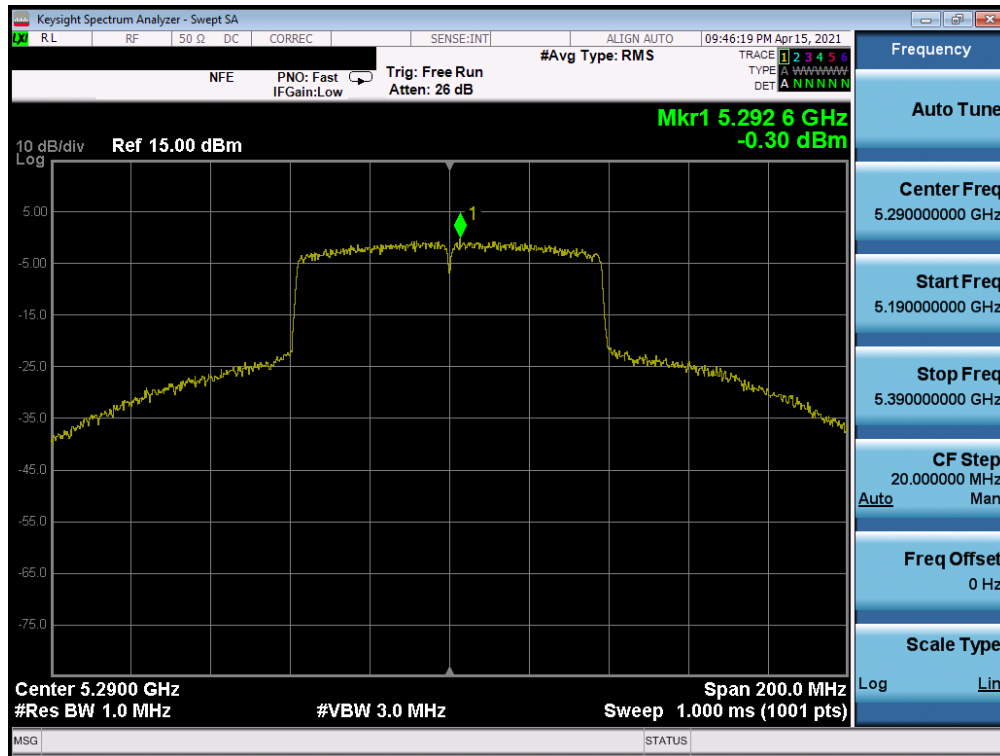 Keysight Spectrum Analyzer - Swept SA
LXI RL RF 50 Ω DC CORREC SENSE:INT ALIGN AUTO 09:46:19 PM Apr 15, 2021
#Avg Type: RMS TRACE 1 2 3 4 5 6
NFE PNO: Fast Trig: Free Run TYPE A WWWWW
IFGain:Low Atten: 26 dB DET A N N N N N
Mkr1 5.292 6 GHz
-0.30 dBm
10 dB/div Ref 15.00 dBm
Log
1
5.00
-5.00
-15.0
-25.0
-35.0
-45.0
-55.0
-65.0
-75.0
Center 5.2900 GHz Span 200.0 MHz
#Res BW 1.0 MHz #VBW 3.0 MHz Sweep 1.000 ms (1001 pts)
MSG STATUS
Frequency
Auto Tune
Center Freq
5.290000000 GHz
Start Freq
5.190000000 GHz
Stop Freq
5.390000000 GHz
CF Step
20.000000 MHz
Auto Man
Freq Offset
0 Hz
Scale Type
Log Lin